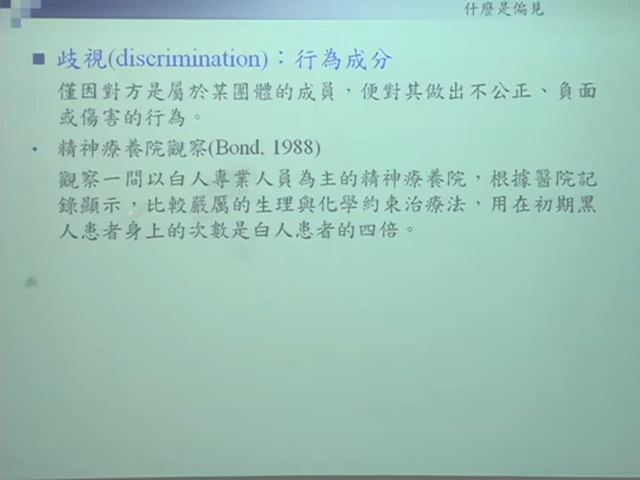 什麼是偏見
歧視(discrimination)：行為成分
僅因對方是屬於某團體的成員，便對其做出不公正、負面
或傷害的行為。
精神療養院觀察(Bond, 1988)
觀察一間以白人專業人員為主的精神療養院，根據醫院記
錄顯示，比較嚴厲的生理與化學約束治療法，用在初期黑
人患者身上的次數是白人患者的四倍。